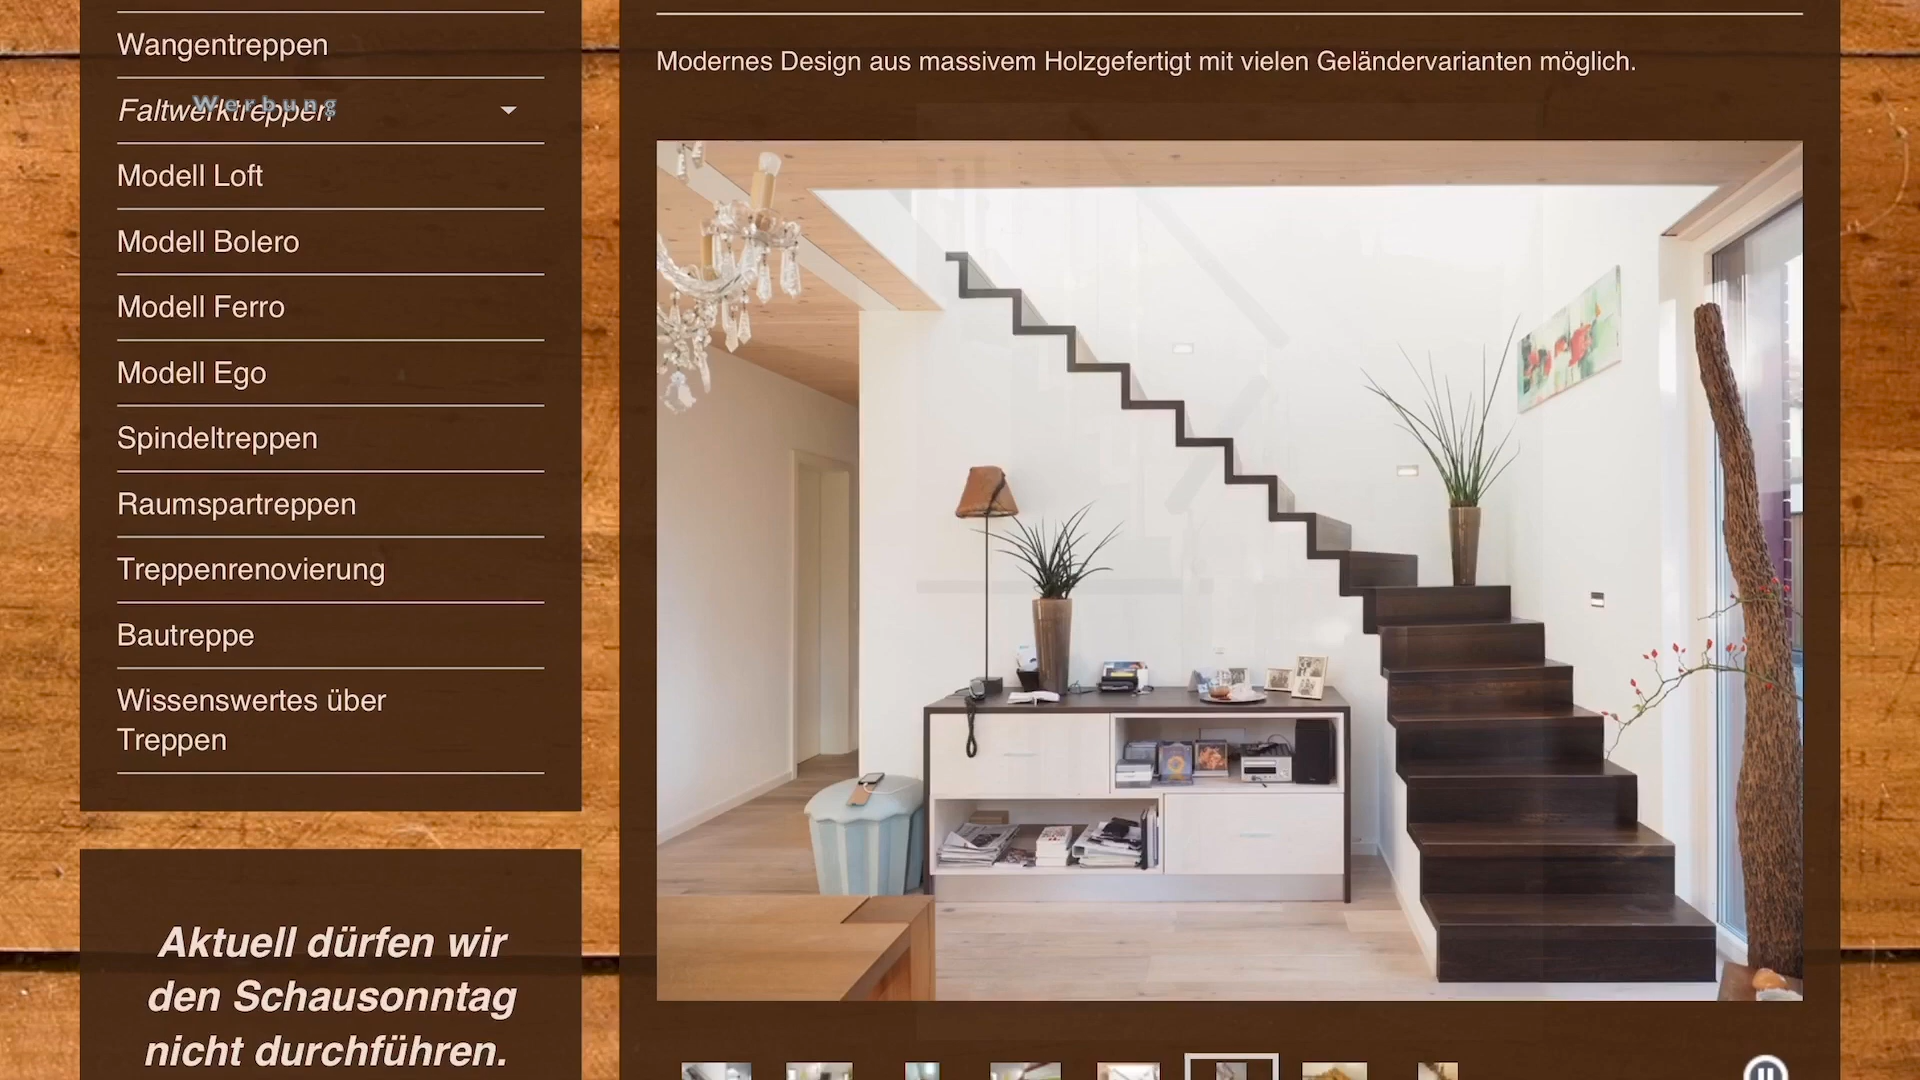 Wangentreppen
Werbung
Faltwerktreppen
Modell Loft
Modell Bolero
Modell Ferro
Modell Ego
Spindeltreppen
Raumspartreppen
Treppenrenovierung
Bautreppe
Wissenswertes über
Treppen
Aktuell dürfen wir
den Schausonntag
nicht durchführen.
Modernes Design aus massivem Holzgefertigt mit vielen Geländervarianten möglich.